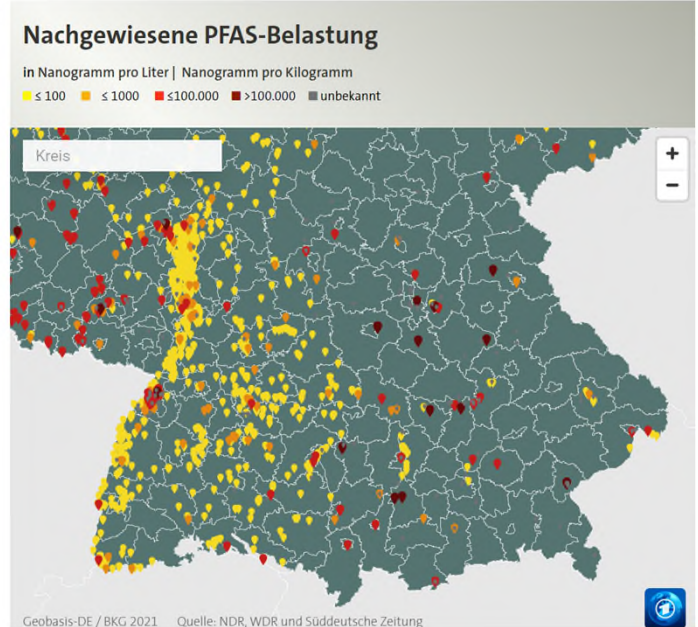 Nachgewiesene PFAS-Belastung
in Nanogramm pro Liter | Nanogramm pro Kilogramm
≤ 100 ≤ 1000 ≤100.000 >100.000 unbekannt
Kreis
+
−
Geobasis-DE / BKG 2021 Quelle: NDR, WDR und Süddeutsche Zeitung